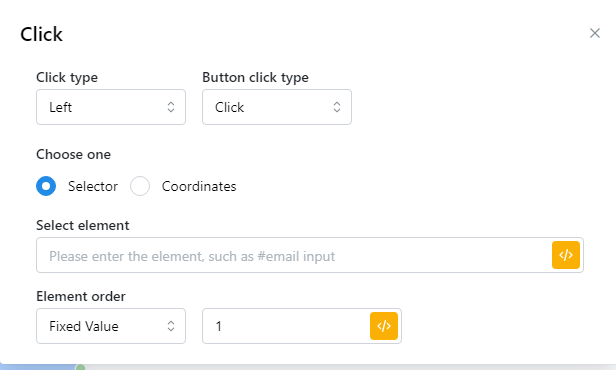 Click
Click type Button click type
Left Click
Choose one
Selector Coordinates
Select element
Please enter the element, such as #email input </>
Element order
Fixed Value 1 </>